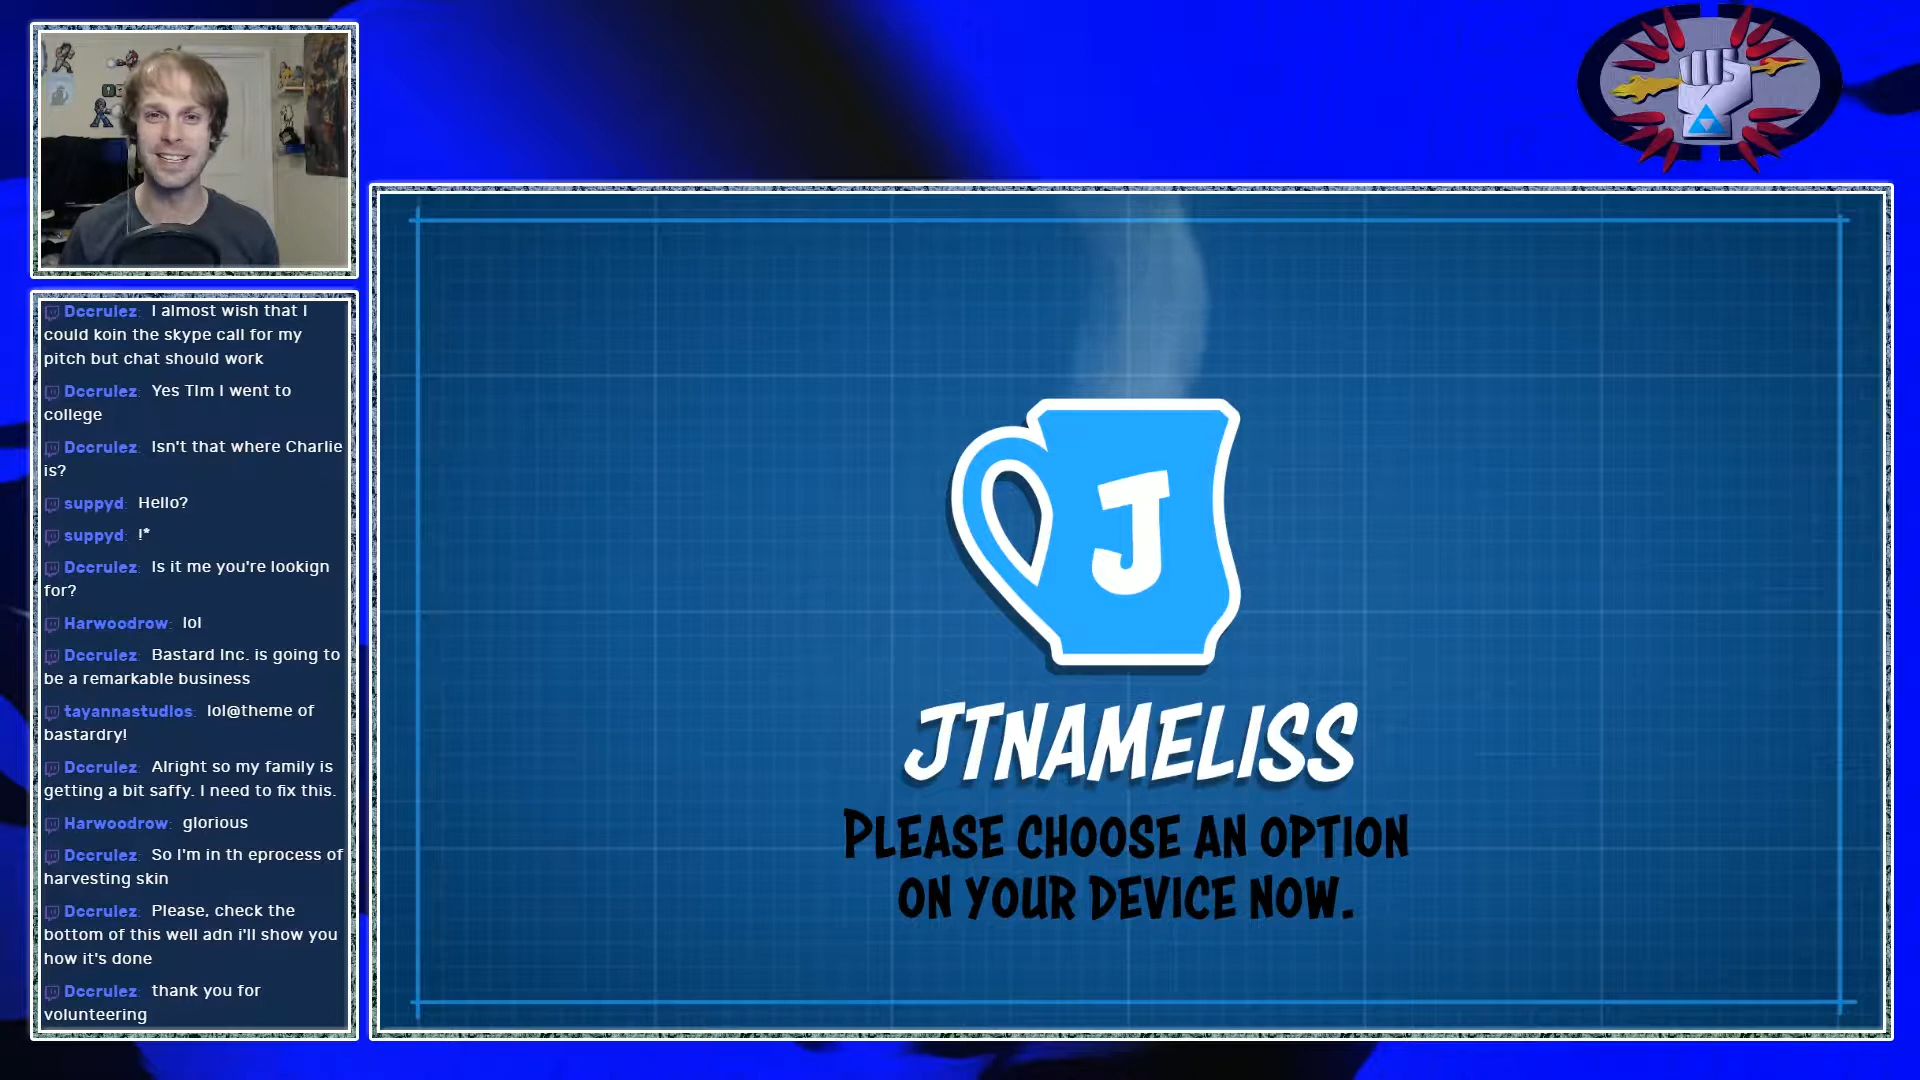 Dccrulez: I almost wish that I
could koin the skype call for my
pitch but chat should work
Dccrulez: Yes TIm I went to
college
Dccrulez: Isn't that where Charlie
is?
suppyd: Hello?
suppyd: !*
Dccrulez: Is it me you're lookign
for?
Harwoodrow: lol
Dccrulez: Bastard Inc. is going to
be a remarkable business
tayannastudios: lol@theme of
bastardry!
Dccrulez: Alright so my family is
getting a bit saffy. I need to fix this.
Harwoodrow: glorious
Dccrulez: So I'm in th eprocess of
harvesting skin
Dccrulez: Please, check the
bottom of this well adn i'll show you
how it's done
Dccrulez: thank you for
volunteering
J
JTNAMELISS
PLEASE CHOOSE AN OPTION
ON YOUR DEVICE NOW.